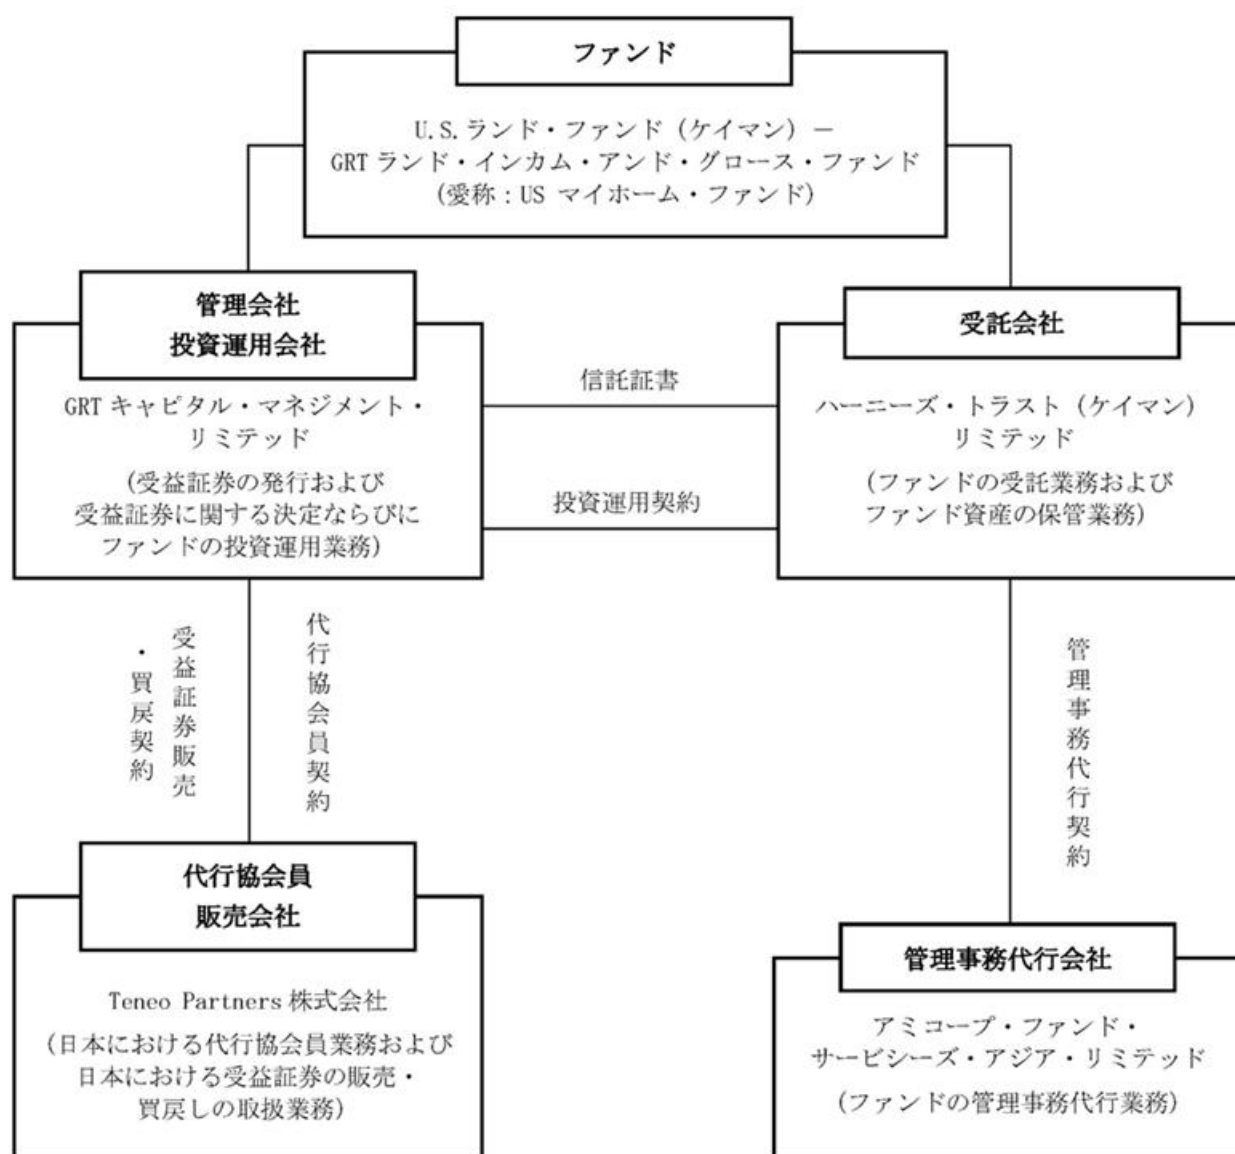 ファンド
U.S.ランド・ファンド（ケイマン）－
GRTランド・インカム・アンド・グロース・ファンド
（愛称：US マイホーム・ファンド）
管理会社
投資運用会社
GRTキャピタル・マネジメント・
リミテッド
（受益証券の発行および
受益証券に関する決定ならびに
ファンドの投資運用業務）
信託証書
投資運用契約
受託会社
ハーニーズ・トラスト（ケイマン）
リミテッド
（ファンドの受託業務および
ファンド資産の保管業務）
受益証券販売
・買戻契約
代行協会員契約
管理事務代行契約
代行協会員
販売会社
Teneo Partners 株式会社
（日本における代行協会員業務および
日本における受益証券の販売・
買戻しの取扱業務）
管理事務代行会社
アミコープ・ファンド・
サービシーズ・アジア・リミテッド
（ファンドの管理事務代行業務）